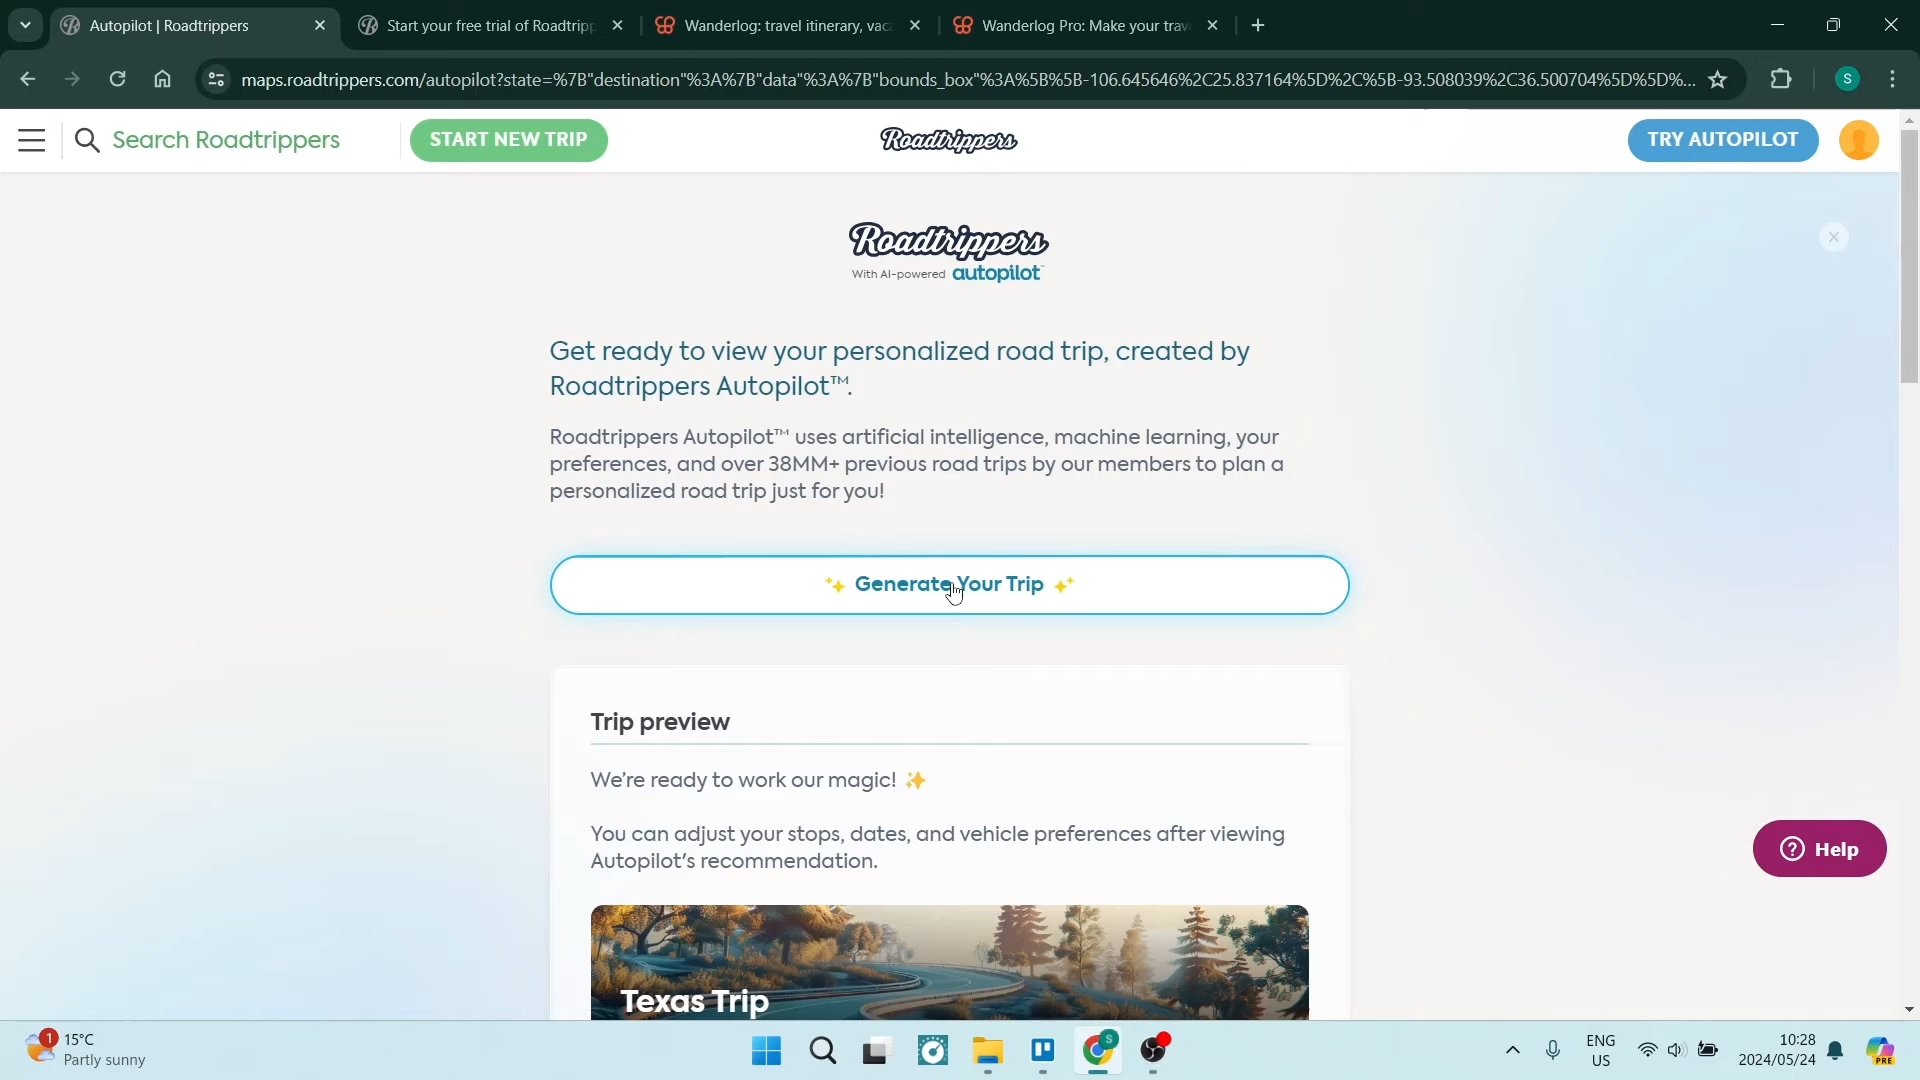 Autopilot | Roadtrippers
Start your free trial of Roadtripp
Wanderlog: travel itinerary, vac
Wanderlog Pro: Make your trav
maps.roadtrippers.com/autopilot?state=%7B"destination"%3A%7B"data"%3A%7B"bounds_box"%3A%5B%5B-106.645646%2C25.837164%5D%2C%5B-93.508039%2C36.500704%5D%5D%...
S
Search Roadtrippers
START NEW TRIP
Roadtrippers
TRY AUTOPILOT
Roadtrippers
With AI-powered autopilot™
Get ready to view your personalized road trip, created by
Roadtrippers Autopilot™.
Roadtrippers Autopilot™ uses artificial intelligence, machine learning, your
preferences, and over 38MM+ previous road trips by our members to plan a
personalized road trip just for you!
Generate Your Trip
Trip preview
We're ready to work our magic!
You can adjust your stops, dates, and vehicle preferences after viewing
Autopilot's recommendation.
Texas Trip
Help
1
15°C
Partly sunny
S
ENG
US
10:28
2024/05/24
PRE